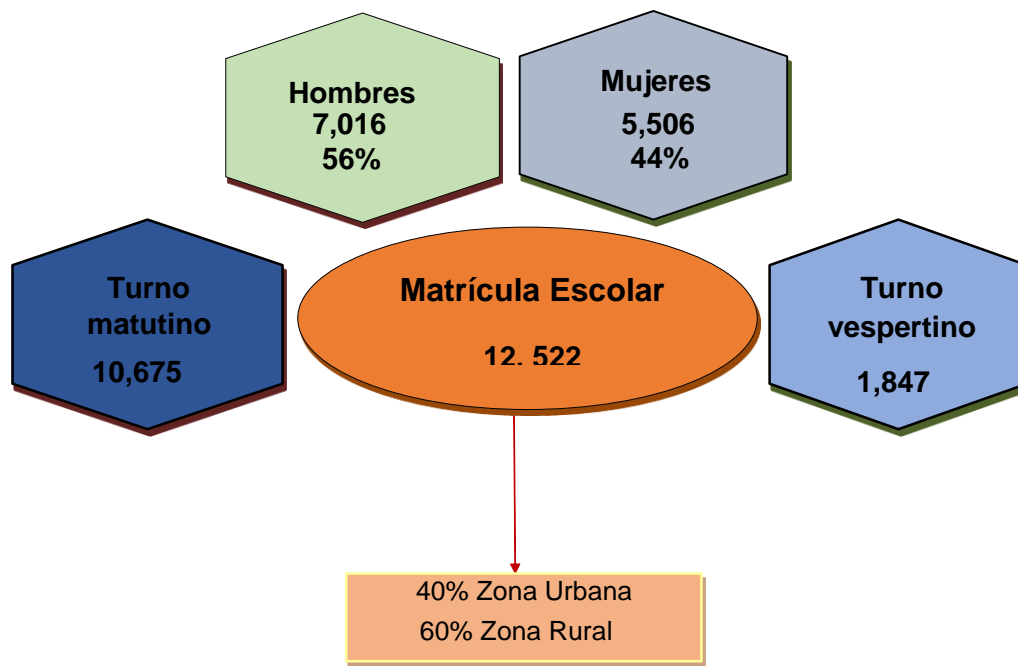 Hombres
7,016
56%
Mujeres
5,506
44%
Turno
matutino
10,675
Matrícula Escolar
12. 522
Turno
vespertino
1,847
40% Zona Urbana
60% Zona Rural